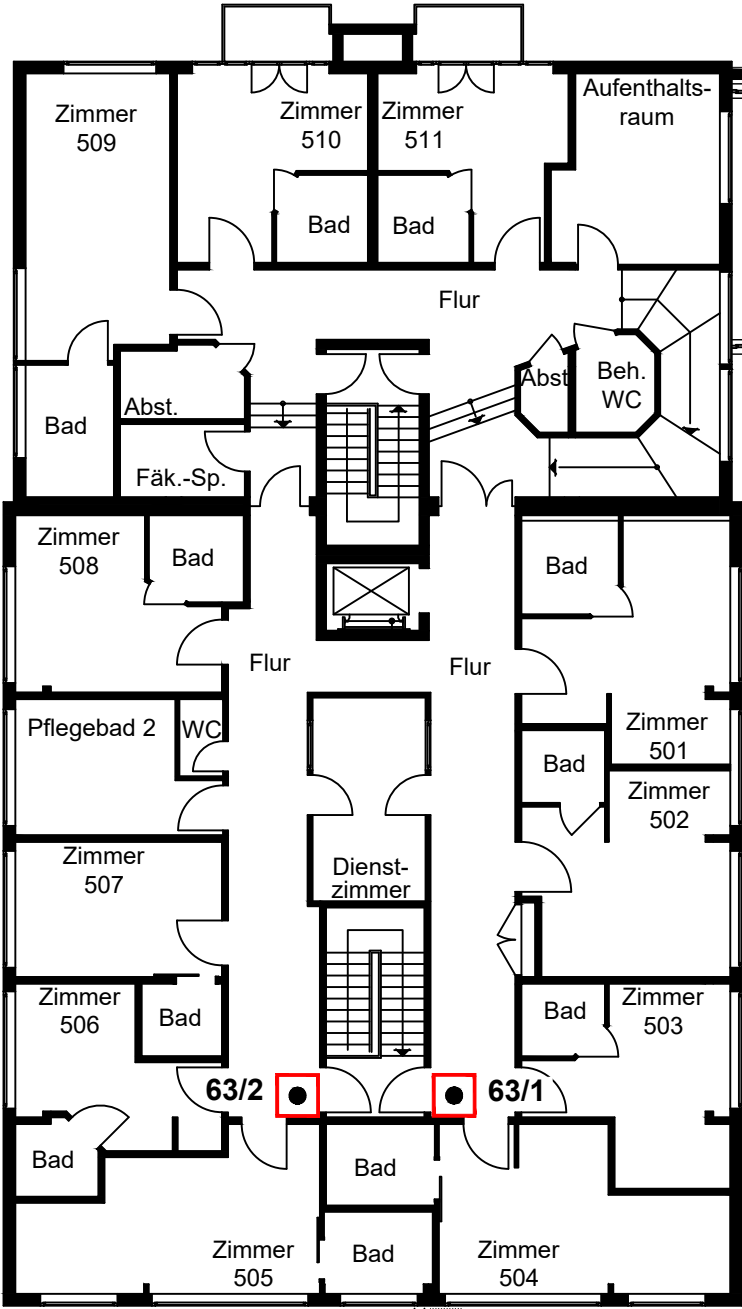 Zimmer
509
Zimmer
510
Zimmer
511
Aufenthalts-
raum
Bad
Bad
Flur
Abst.
Beh.
WC
Abst.
Bad
Fäk.-Sp.
Zimmer
508
Bad
Bad
Flur
Flur
Pflegebad 2
WC
Zimmer
501
Bad
Zimmer
502
Zimmer
507
Dienst-
zimmer
Zimmer
506
Bad
Bad
Zimmer
503
63/2
63/1
Bad
Bad
Zimmer
505
Bad
Zimmer
504